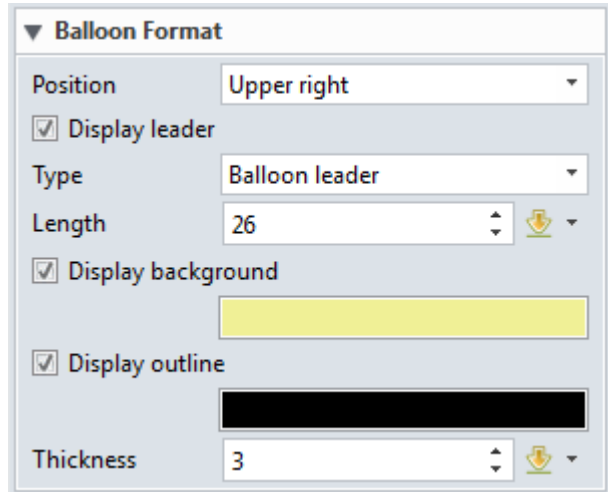 Balloon Format
Position Upper right
Display leader
Type Balloon leader
Length 26
Display background
Display outline
Thickness 3